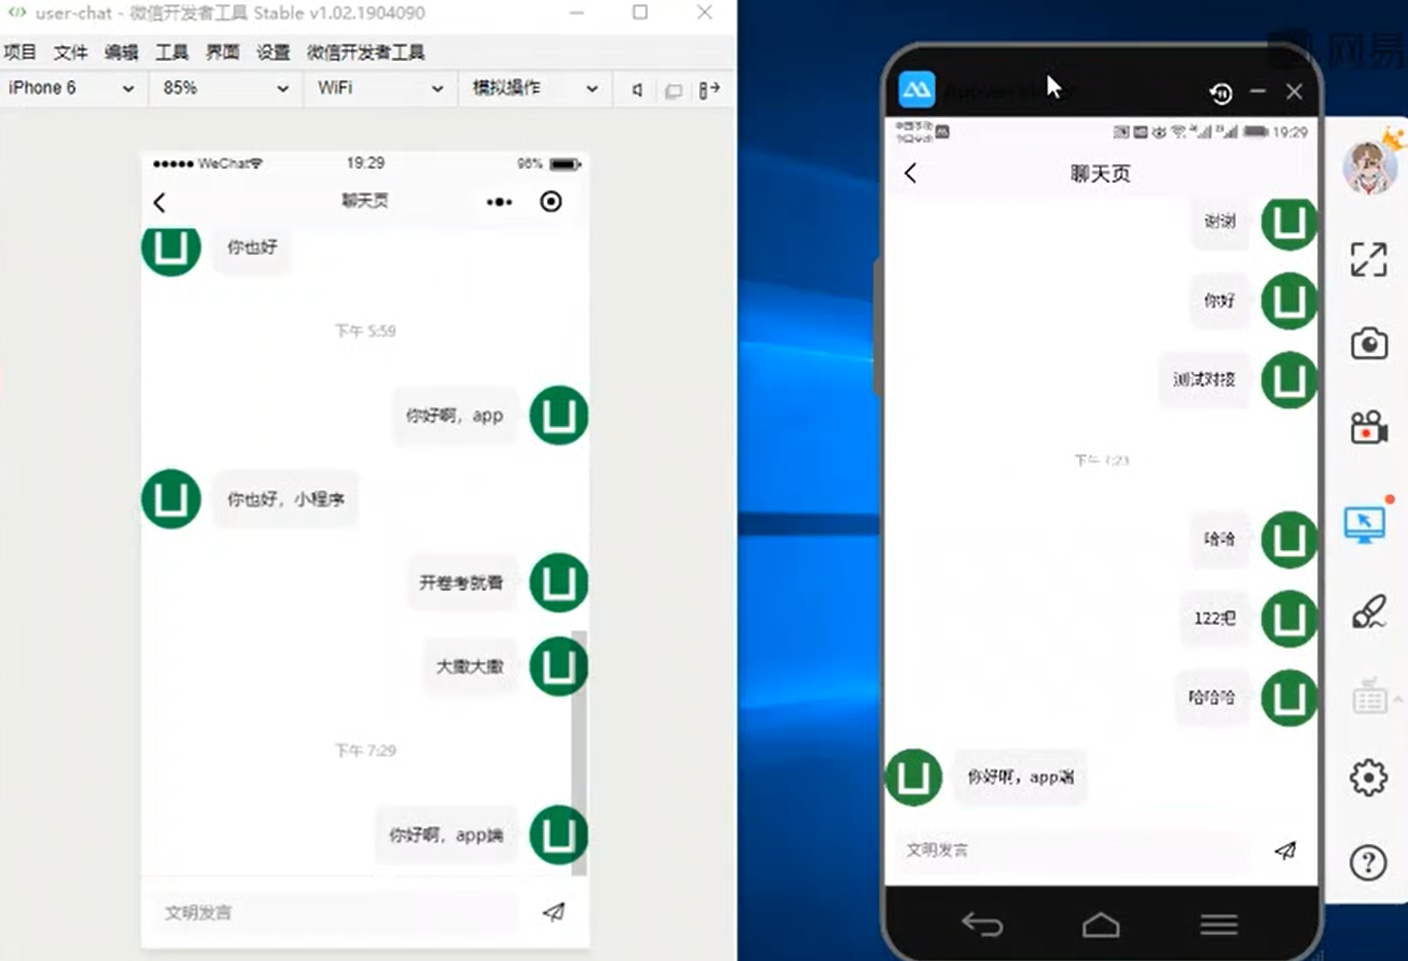 user-chat - 微信开发者工具 Stable v1.02.1904090
项目 文件 编辑 工具 界面 设置 微信开发者工具
iPhone 6 85% WiFi 模拟操作
WeChat 19:29 98%
聊天页
你也好
下午 5:59
你好啊，app
你也好，小程序
开卷考就看
大撒大撒
下午 7:29
你好啊，app端
文明发言
网易
19:29
聊天页
谢谢
你好
测试对接
下午 7:23
哈哈
122把
哈哈哈
你好啊，app端
文明发言